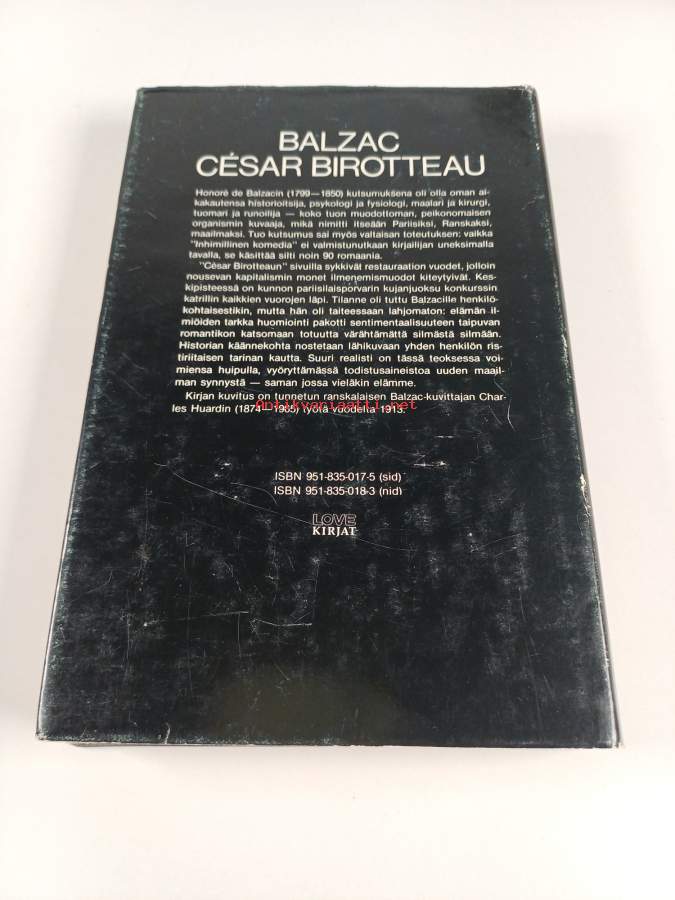 BALZAC
CÉSAR BIROTTEAU
Honoré de Balzacin (1799—1850) kutsumuksena oli olla oman ai-
kakautensa historioitsija, psykologi ja fysiologi, maalari ja kirurgi,
tuomari ja runoilija — koko tuon muodottoman, peikonomaisen
organismin kuvaaja, mikä nimitti itseään Pariisiksi, Ranskaksi,
maailmaksi. Tuo kutsumus sai myös valtaisan toteutuksen: vaikka
"Inhimillinen komedia" ei valmistunutkaan kirjailijan uneksimalla
tavalla, se käsittää silti noin 90 romaania.
"César Birotteaun" sivuilla sykkivät restauraation vuodet, jolloin
nousevan kapitalismin monet ilmenemismuodot kiteytyivät. Kes-
kipisteessä on kunnon pariisilaisporvarin kujanjuoksu konkurssin
katrillin kaikkien vuorojen läpi. Tilanne oli tuttu Balzacille henkilö-
kohtaisestikin, mutta hän oli taiteessaan lahjomaton: elämän il-
miöiden tarkka huomiointi pakotti sentimentaalisuuteen taipuvan
romantikon katsomaan totuutta värähtämättä silmästä silmään.
Historian käännekohta nostetaan lähikuvaan yhden henkilön ris-
tiriitaisen tarinan kautta. Suuri realisti on tässä teoksessa voi-
miensa huipulla, vyöryttämässä todistusaineistoa uuden maail-
man synnystä — saman jossa vieläkin elämme.
Kirjan kuvitus on tunnetun ranskalaisen Balzac-kuvittajan Char-
les Huardin (1874—1965) työtä vuodelta 1913.
Antikvariaatti.net
ISBN 951-835-017-5 (sid)
ISBN 951-835-018-3 (nid)
LOVE
KIRJAT